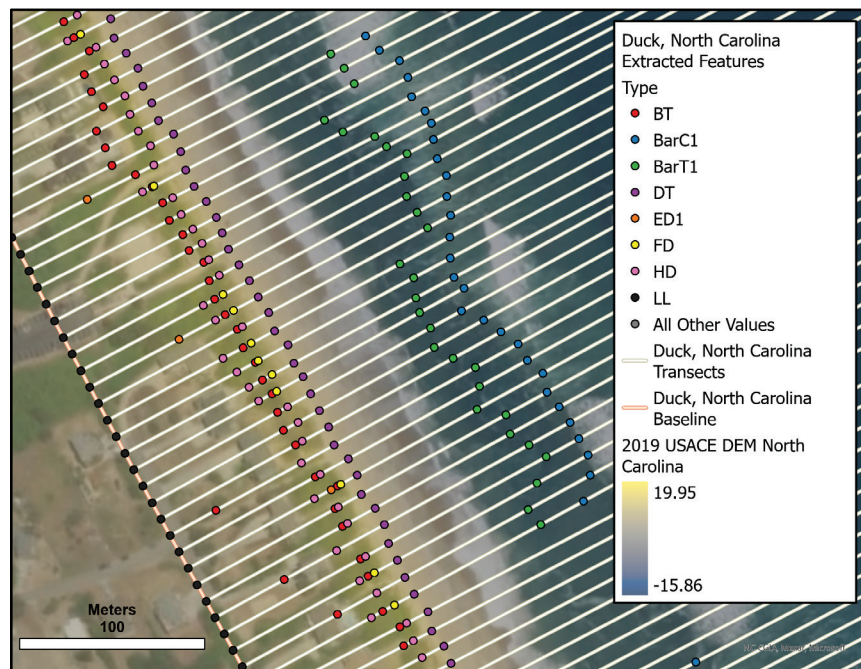 Duck, North Carolina
Extracted Features
Type
BT
BarC1
BarT1
DT
ED1
FD
HD
LL
All Other Values
Duck, North Carolina
Transects
Duck, North Carolina
Baseline
2019 USACE DEM North
Carolina
19.95
-15.86
Meters
100